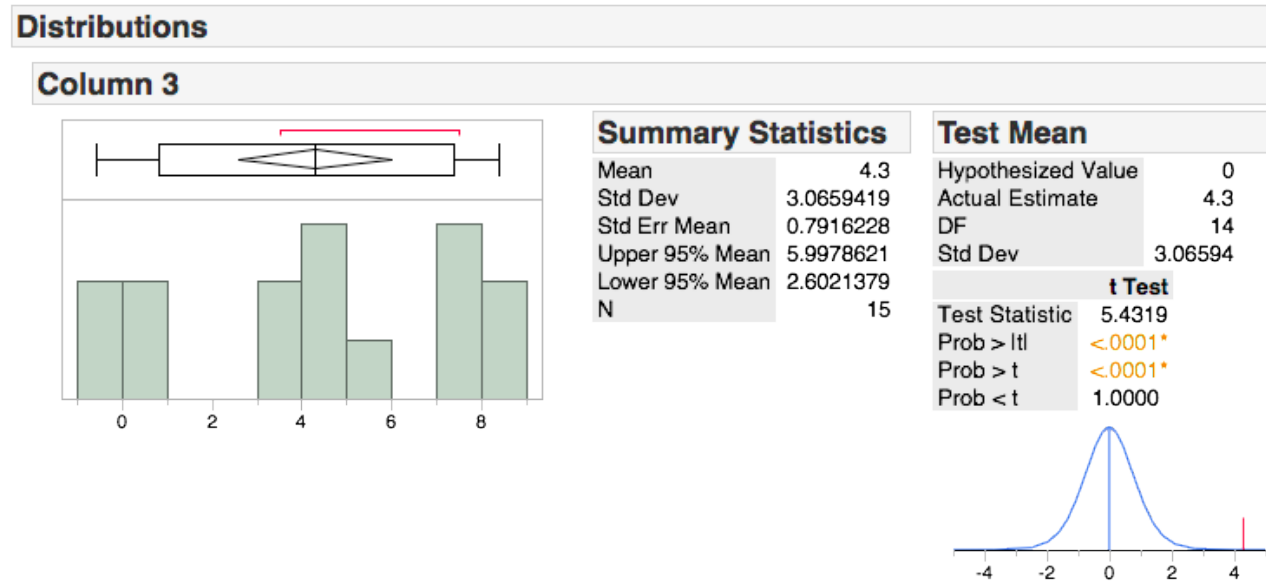 Distributions
Column 3
0 2 4 6 8
Summary Statistics
Mean 4.3
Std Dev 3.0659419
Std Err Mean 0.7916228
Upper 95% Mean 5.9978621
Lower 95% Mean 2.6021379
N 15
Test Mean
Hypothesized Value 0
Actual Estimate 4.3
DF 14
Std Dev 3.06594
t Test
Test Statistic 5.4319
Prob > |t| <.0001*
Prob > t <.0001*
Prob < t 1.0000
-4 -2 0 2 4